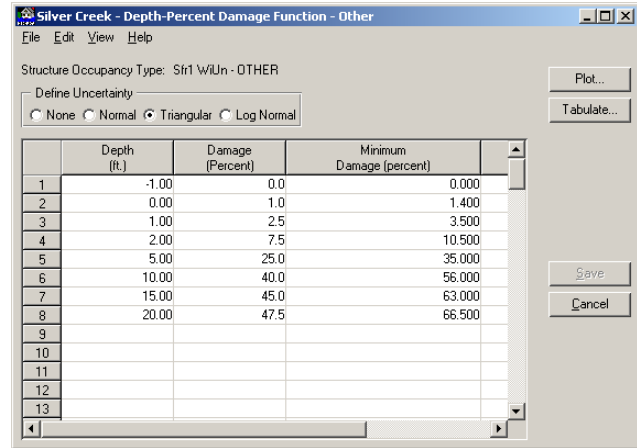 Silver Creek - Depth-Percent Damage Function - Other
File Edit View Help
Structure Occupancy Type: Sfr1 WiUn - OTHER
Plot...
Define Uncertainty
None Normal Triangular Log Normal
Tabulate...
Depth (ft.) Damage (Percent) Minimum Damage (percent)
1 -1.00 0.0 0.000
2 0.00 1.0 1.400
3 1.00 2.5 3.500
4 2.00 7.5 10.500
5 5.00 25.0 35.000
6 10.00 40.0 56.000
7 15.00 45.0 63.000
8 20.00 47.5 66.500
9
10
11
12
13
Save
Cancel